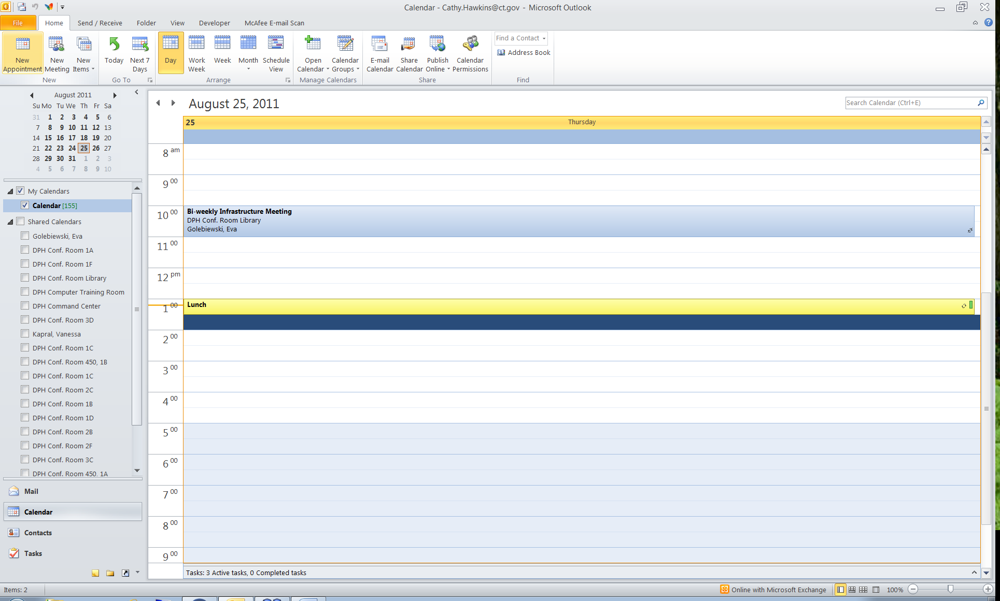 Calendar - Cathy.Hawkins@ct.gov - Microsoft Outlook
File Home Send / Receive Folder View Developer McAfee E-mail Scan
New Appointment
New Meeting
New Items
New
Today
Next 7 Days
Go To
Day
Work Week
Week
Month
Schedule View
Arrange
Open Calendar
Calendar Groups
Manage Calendars
E-mail Calendar
Share Calendar
Publish Online
Calendar Permissions
Share
Find a Contact
Address Book
Find
August 2011
Su Mo Tu We Th Fr Sa
31 1 2 3 4 5 6
7 8 9 10 11 12 13
14 15 16 17 18 19 20
21 22 23 24 25 26 27
28 29 30 31 1 2 3
4 5 6 7 8 9 10
My Calendars
Calendar [155]
Shared Calendars
Golebiewski, Eva
DPH Conf. Room 1A
DPH Conf. Room 1F
DPH Conf. Room Library
DPH Computer Training Room
DPH Command Center
DPH Conf. Room 3D
Kapral, Vanessa
DPH Conf. Room 1C
DPH Conf. Room 450, 1B
DPH Conf. Room 1C
DPH Conf. Room 2C
DPH Conf. Room 1B
DPH Conf. Room 1D
DPH Conf. Room 2B
DPH Conf. Room 2F
DPH Conf. Room 3C
DPH Conf. Room 450, 1A
Mail
Calendar
Contacts
Tasks
August 25, 2011
Search Calendar (Ctrl+E)
25 Thursday
8 am
9 00
10 00
Bi-weekly Infrastructure Meeting
DPH Conf. Room Library
Golebiewski, Eva
11 00
12 pm
1 00
Lunch
2 00
3 00
4 00
5 00
6 00
7 00
8 00
9 00
Tasks: 3 Active tasks, 0 Completed tasks
Items: 2
Online with Microsoft Exchange
100%